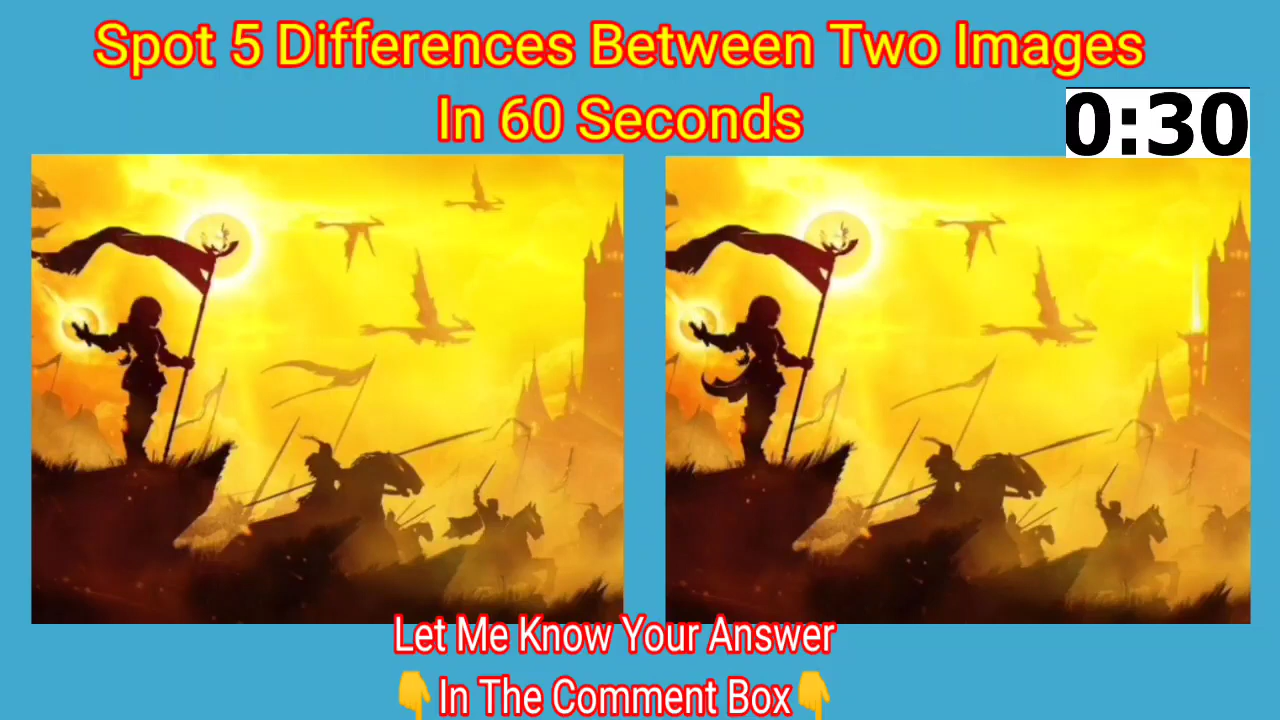 Spot 5 Differences Between Two Images
In 60 Seconds
0:30
Let Me Know Your Answer
👇In The Comment Box👇